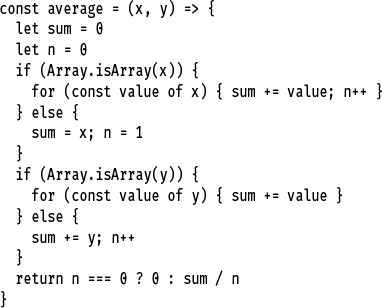 const average = (x, y) => {
  let sum = 0
  let n = 0
  if (Array.isArray(x)) {
    for (const value of x) { sum += value; n++ }
  } else {
    sum = x; n = 1
  }
  if (Array.isArray(y)) {
    for (const value of y) { sum += value }
  } else {
    sum += y; n++
  }
  return n === 0 ? 0 : sum / n
}